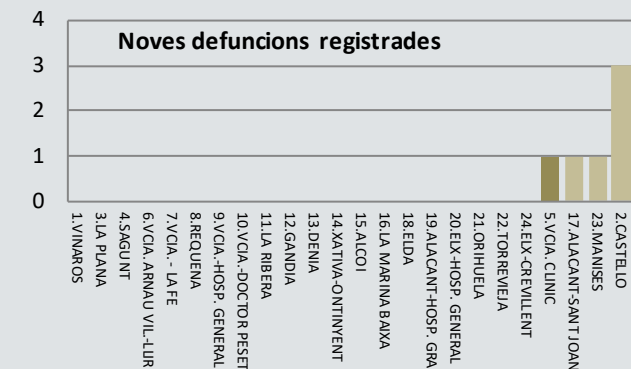 Noves defuncions registrades
4
3
2
1
0
1.VINAROS
3.LA PLANA
4.SAGUNT
6.VCIA. ARNAU VIL.-LLIR
7.VCIA. - LA FE
8.REQUENA
9.VCIA.-HOSP. GENERAL
10.VCIA.-DOCTOR PESET
11.LA RIBERA
12.GANDIA
13.DENIA
14.XATIVA-ONTINYENT
15.ALCOI
16.LA MARINA BAIXA
18.ELDA
19.ALACANT-HOSP. GRAL
20.ELX-HOSP. GENERAL
21.ORIHUELA
22.TORREVIEJA
24.ELX-CREVILLENT
5.VCIA. CLINIC
17.ALACANT-SANT JOAN
23.MANISES
2.CASTELLO